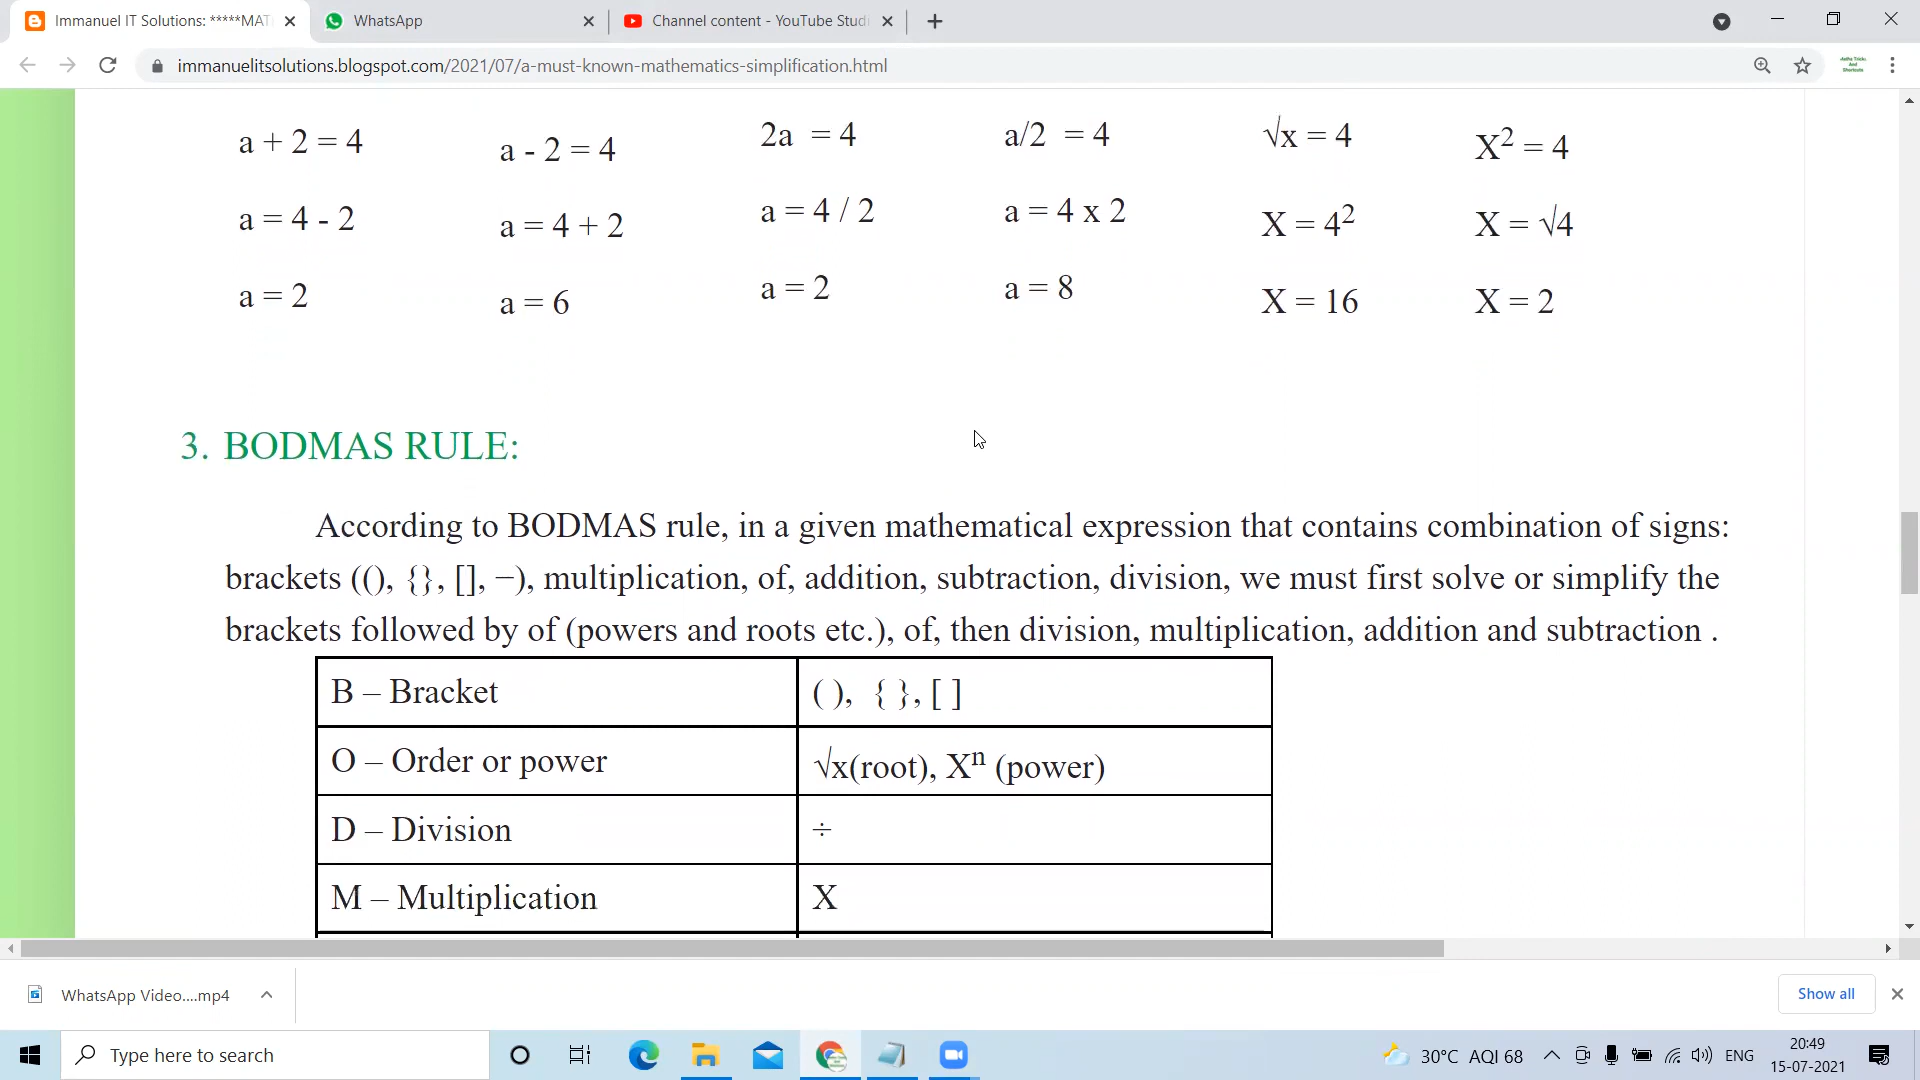 Immanuel IT Solutions: *****MAT
WhatsApp
Channel content - YouTube Studi
immanuelitsolutions.blogspot.com/2021/07/a-must-known-mathematics-simplification.html
Maths Tricks
And
Shortcuts
a + 2 = 4 a - 2 = 4 2a = 4 a/2 = 4 √x = 4 X² = 4
a = 4 - 2 a = 4 + 2 a = 4 / 2 a = 4 x 2 X = 4² X = √4
a = 2 a = 6 a = 2 a = 8 X = 16 X = 2
3. BODMAS RULE:
According to BODMAS rule, in a given mathematical expression that contains combination of signs:
brackets ((), {}, [], −), multiplication, of, addition, subtraction, division, we must first solve or simplify the
brackets followed by of (powers and roots etc.), of, then division, multiplication, addition and subtraction .
B – Bracket ( ), { }, [ ]
O – Order or power √x(root), Xⁿ (power)
D – Division ÷
M – Multiplication X
WhatsApp Video....mp4
Show all
Type here to search
30°C AQI 68
ENG
20:49
15-07-2021